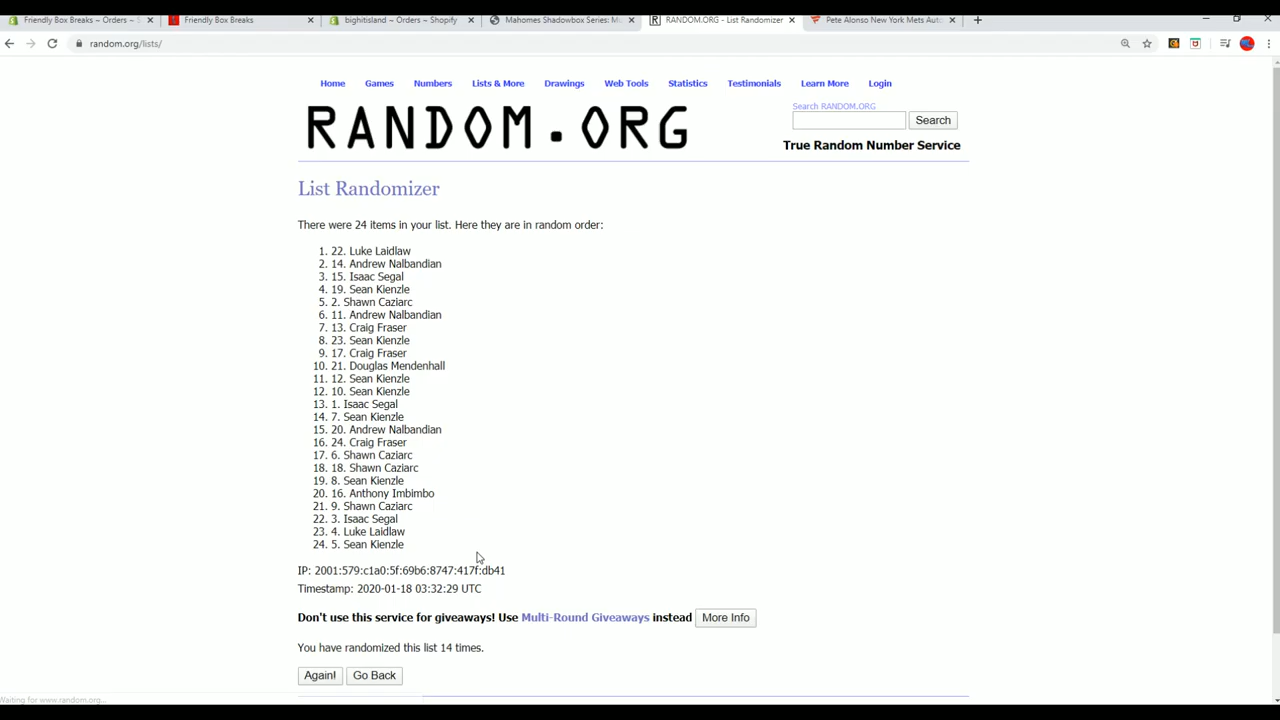 Friendly Box Breaks ~ Orders ~ S
Friendly Box Breaks
bighitisland ~ Orders ~ Shopify
Mahomes Shadowbox Series: Mu
RANDOM.ORG - List Randomizer
Pete Alonso New York Mets Auto
random.org/lists/
Home Games Numbers Lists & More Drawings Web Tools Statistics Testimonials Learn More Login
RANDOM.ORG
Search RANDOM.ORG
Search
True Random Number Service
List Randomizer
There were 24 items in your list. Here they are in random order:
1. 22. Luke Laidlaw
2. 14. Andrew Nalbandian
3. 15. Isaac Segal
4. 19. Sean Kienzle
5. 2. Shawn Caziarc
6. 11. Andrew Nalbandian
7. 13. Craig Fraser
8. 23. Sean Kienzle
9. 17. Craig Fraser
10. 21. Douglas Mendenhall
11. 12. Sean Kienzle
12. 10. Sean Kienzle
13. 1. Isaac Segal
14. 7. Sean Kienzle
15. 20. Andrew Nalbandian
16. 24. Craig Fraser
17. 6. Shawn Caziarc
18. 18. Shawn Caziarc
19. 8. Sean Kienzle
20. 16. Anthony Imbimbo
21. 9. Shawn Caziarc
22. 3. Isaac Segal
23. 4. Luke Laidlaw
24. 5. Sean Kienzle
IP: 2001:579:c1a0:5f:69b6:8747:417f:db41
Timestamp: 2020-01-18 03:32:29 UTC
Don't use this service for giveaways! Use Multi-Round Giveaways instead More Info
You have randomized this list 14 times.
Again! Go Back
Waiting for www.random.org...